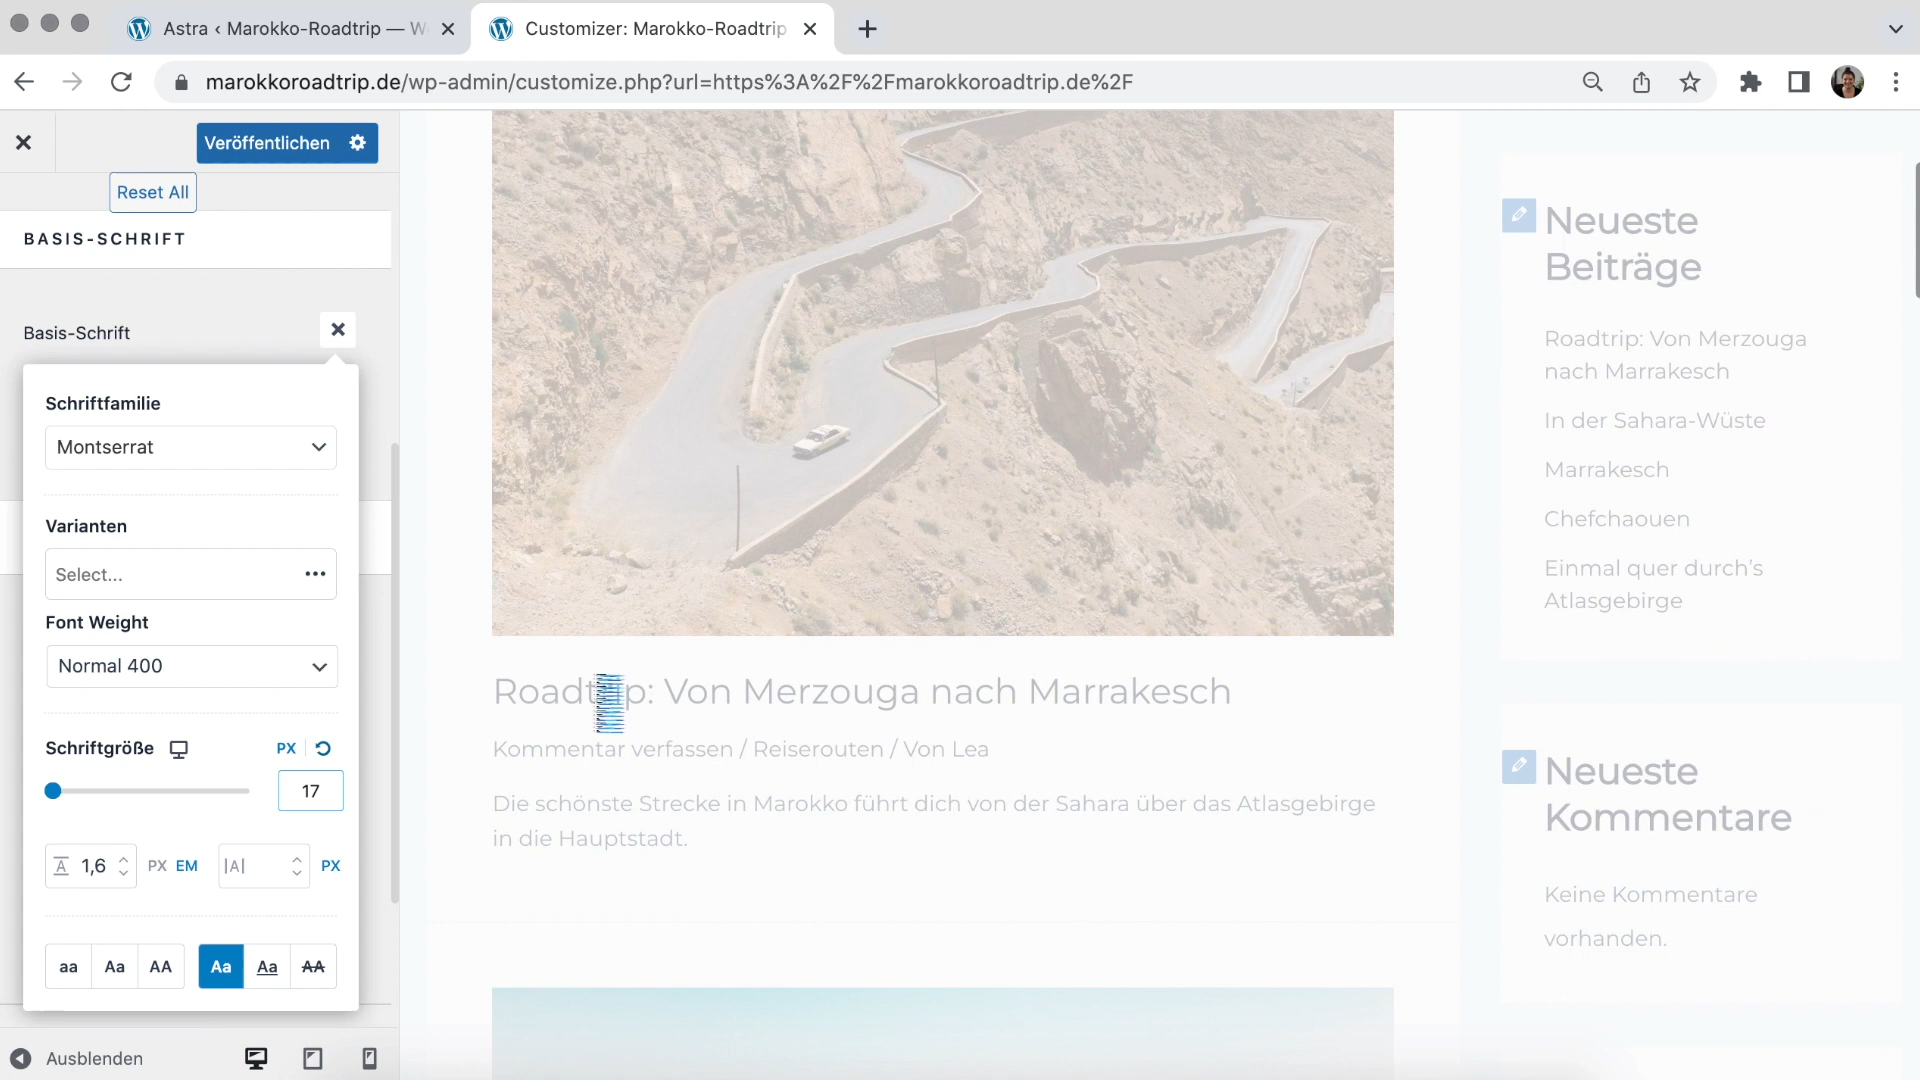 Astra ‹ Marokko-Roadtrip — W
Customizer: Marokko-Roadtrip
marokkoroadtrip.de/wp-admin/customize.php?url=https%3A%2F%2Fmarokkoroadtrip.de%2F
Veröffentlichen
Reset All
BASIS-SCHRIFT
Basis-Schrift
Schriftfamilie
Montserrat
Varianten
Select...
Font Weight
Normal 400
Schriftgröße
PX
17
A 1,6 PX EM |A| PX
aa Aa AA Aa Aa AA
Ausblenden
Roadtrip: Von Merzouga nach Marrakesch
Kommentar verfassen / Reiserouten / Von Lea
Die schönste Strecke in Marokko führt dich von der Sahara über das Atlasgebirge
in die Hauptstadt.
Neueste
Beiträge
Roadtrip: Von Merzouga
nach Marrakesch
In der Sahara-Wüste
Marrakesch
Chefchaouen
Einmal quer durch’s
Atlasgebirge
Neueste
Kommentare
Keine Kommentare
vorhanden.